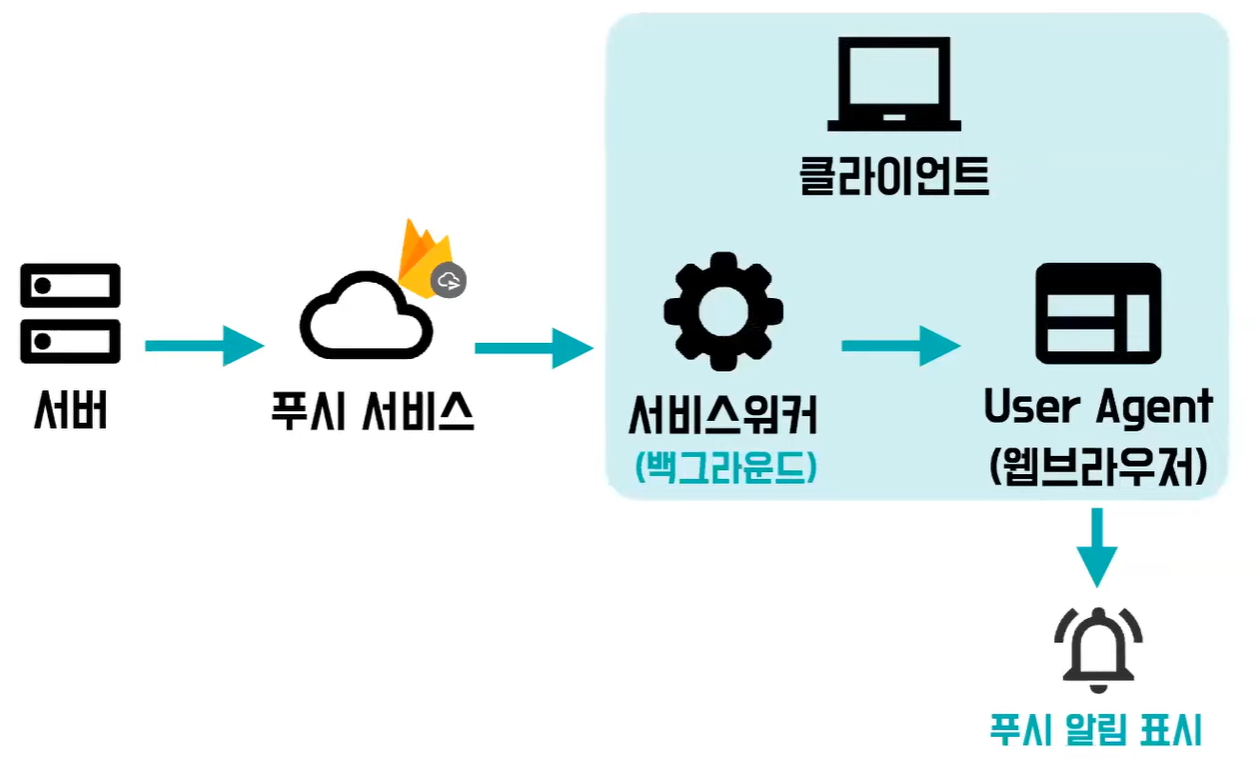 클라이언트
서버
푸시 서비스
서비스워커
(백그라운드)
User Agent
(웹브라우저)
푸시 알림 표시